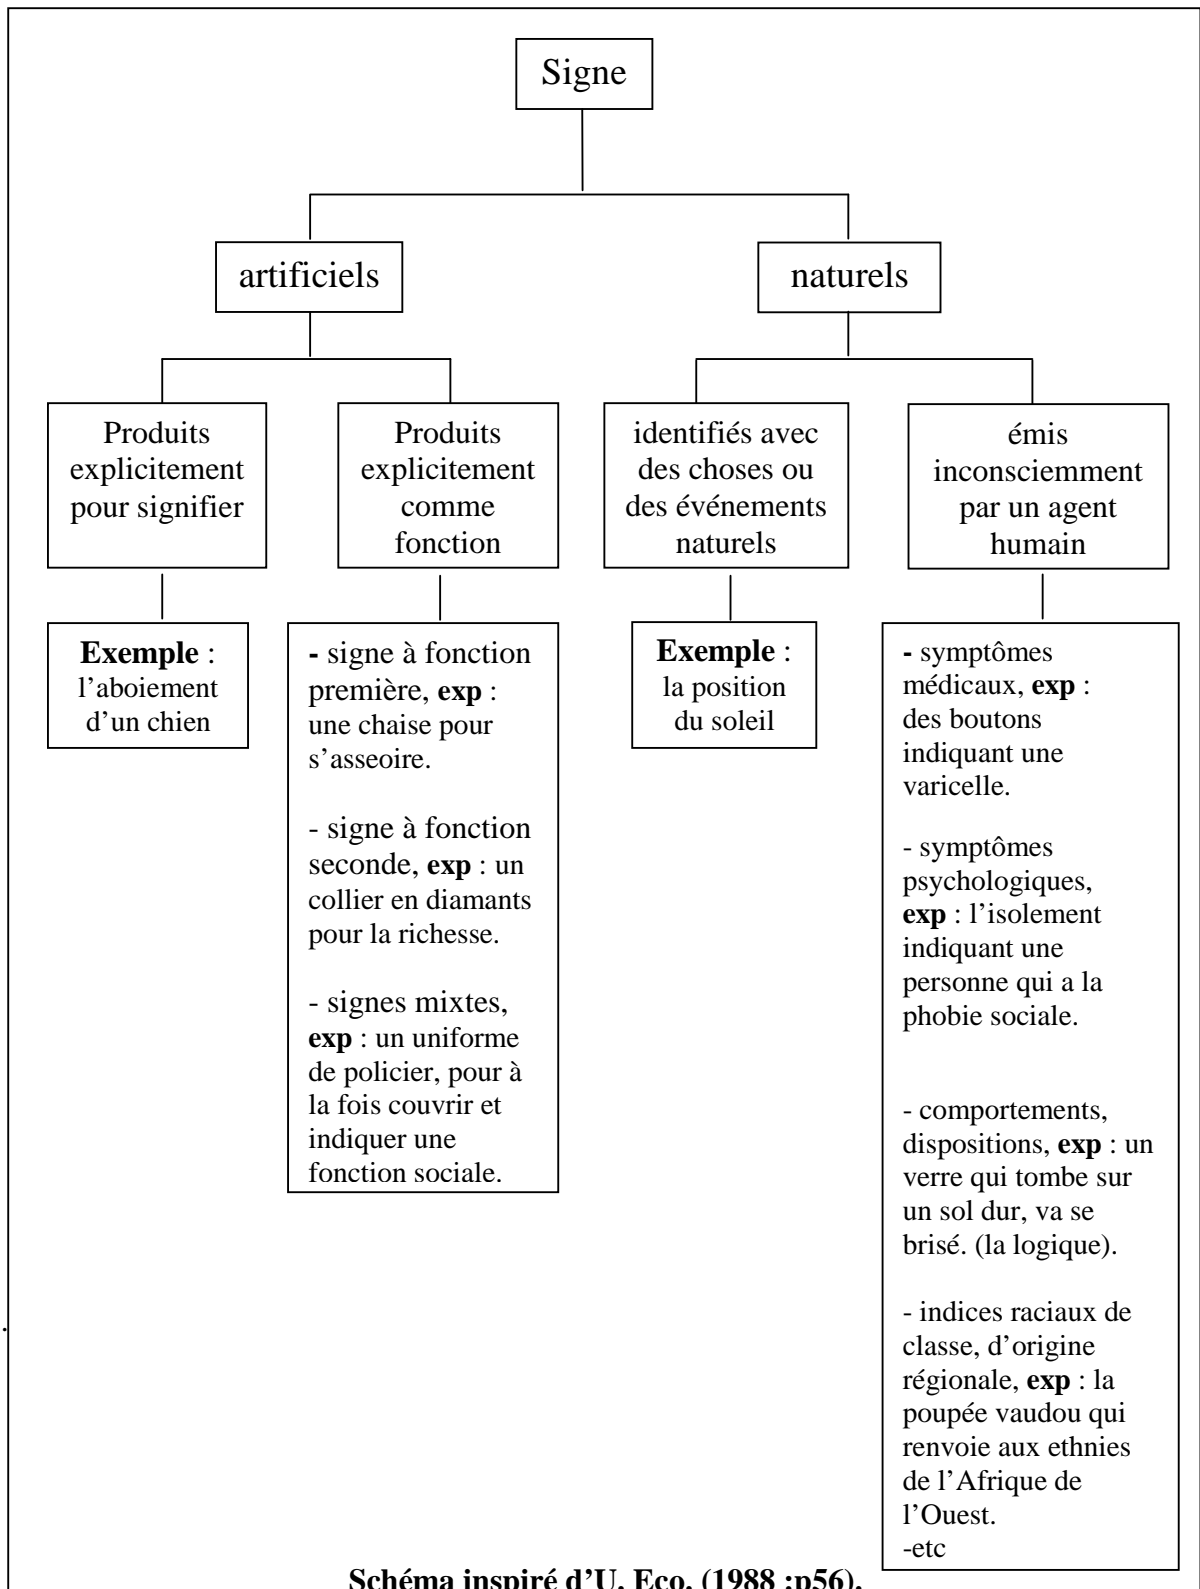 Signe
artificiels
naturels
Produits
explicitement
pour signifier
Produits
explicitement
comme
fonction
identifiés avec
des choses ou
des événements
naturels
émis
inconsciemment
par un agent
humain
Exemple :
l’aboiement
d’un chien
- signe à fonction
première, exp :
une chaise pour
s’asseoire.
- signe à fonction
seconde, exp : un
collier en diamants
pour la richesse.
- signes mixtes,
exp : un uniforme
de policier, pour à
la fois couvrir et
indiquer une
fonction sociale.
Exemple :
la position
du soleil
- symptômes
médicaux, exp :
des boutons
indiquant une
varicelle.
- symptômes
psychologiques,
exp : l’isolement
indiquant une
personne qui a la
phobie sociale.
- comportements,
dispositions, exp : un
verre qui tombe sur
un sol dur, va se
brisé. (la logique).
- indices raciaux de
classe, d’origine
régionale, exp : la
poupée vaudou qui
renvoie aux ethnies
de l’Afrique de
l’Ouest.
-etc
.
Schéma inspiré d’U. Eco. (1988 :p56).